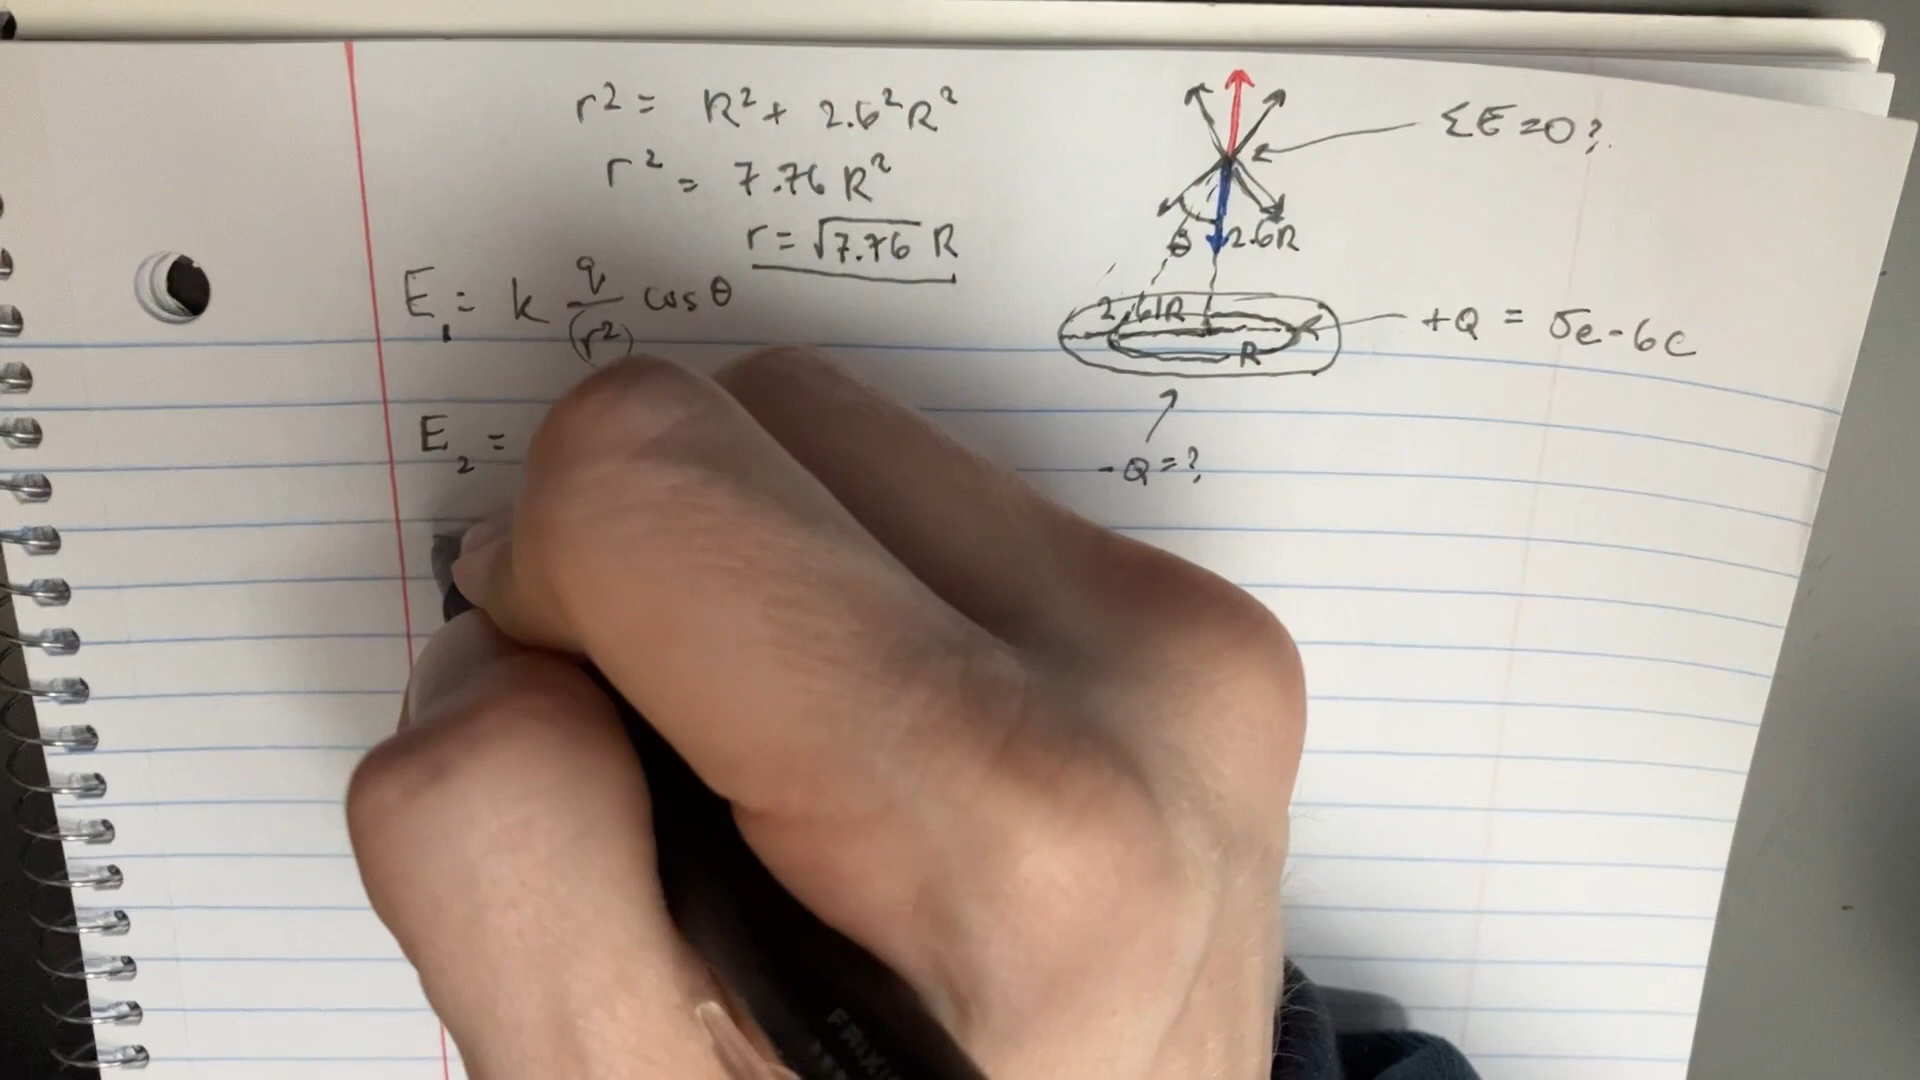 r² = R² + 2.6²R²
r² = 7.76 R²
r = √7.76 R
E₁ = k q/(r²) cos θ
E₂ =
ΣE = 0?
θ
2.6R
2.61R
R
+Q = 5e-6C
-Q = ?
FRIXI